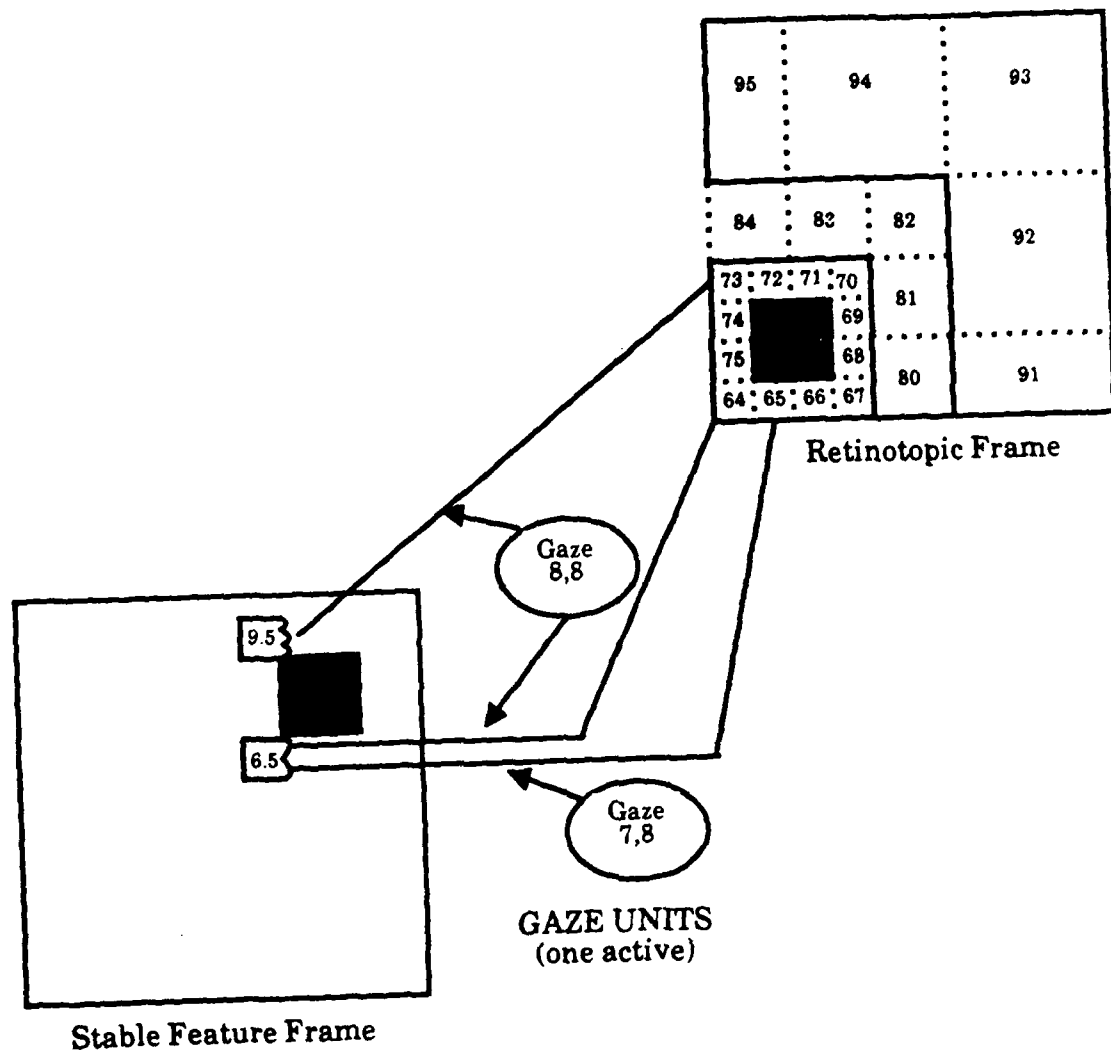 95 94 93
84 83 82 92
73 72 71 70
74 69 81
75 68
64 65 66 67 80 91
Retinotopic Frame
Gaze
8,8
9.5
6.5
Gaze
7,8
GAZE UNITS
(one active)
Stable Feature Frame